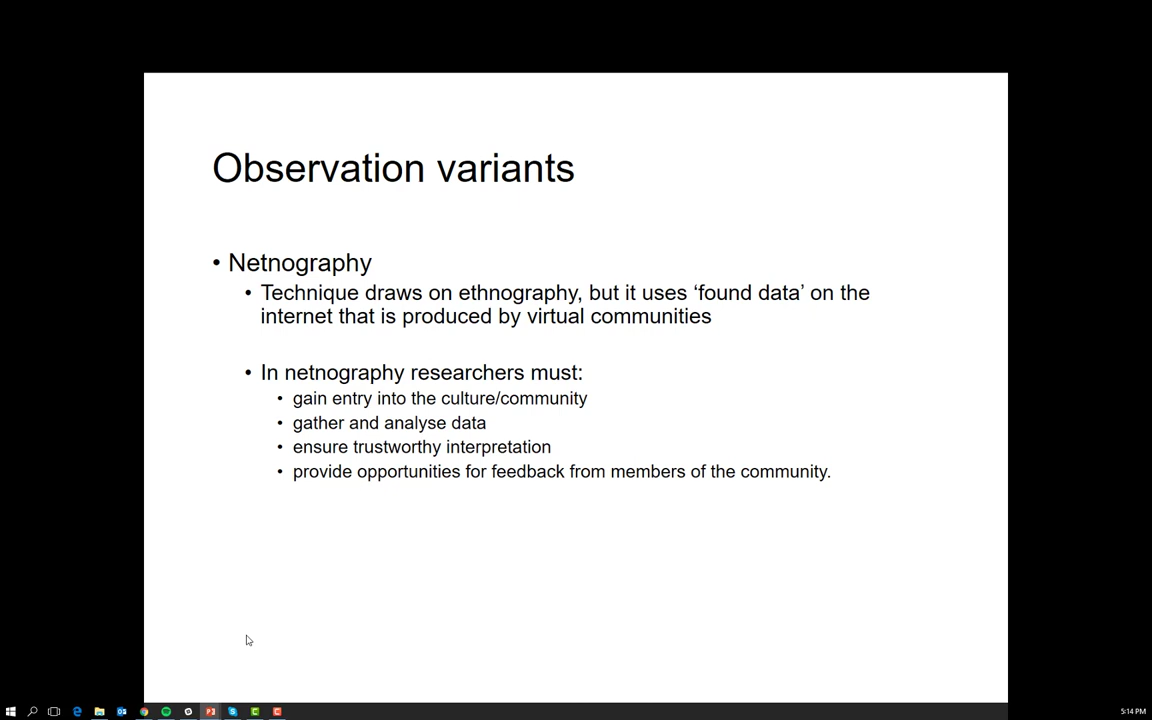 Observation variants
• Netnography
• Technique draws on ethnography, but it uses ‘found data’ on the
internet that is produced by virtual communities
• In netnography researchers must:
• gain entry into the culture/community
• gather and analyse data
• ensure trustworthy interpretation
• provide opportunities for feedback from members of the community.
5:14 PM